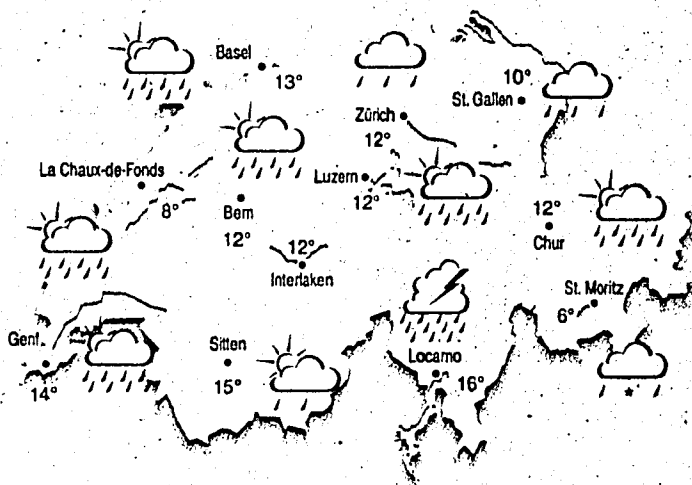 Basel
13°
10°
St. Gallen
Zürich
12°
La Chaux-de-Fonds
8°
Luzern
12°
Bern
12°
12°
Interlaken
12°
Chur
St. Moritz
6°
Genf
14°
Sitten
15°
Locarno
16°